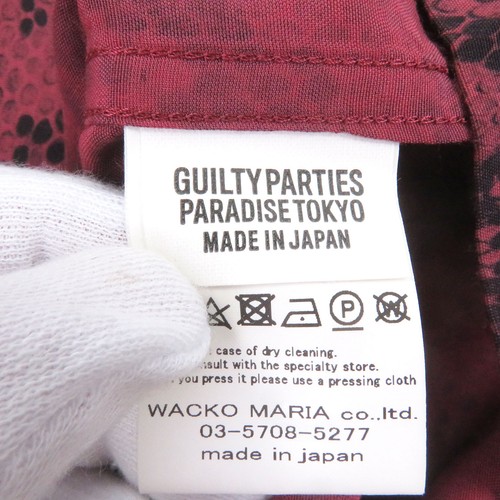 GUILTY PARTIES
PARADISE TOKYO
MADE IN JAPAN
P W
case of dry cleaning.
with the specialty store.
you press it please use a pressing cloth
WACKO MARIA co.,ltd.
03-5708-5277
made in japan